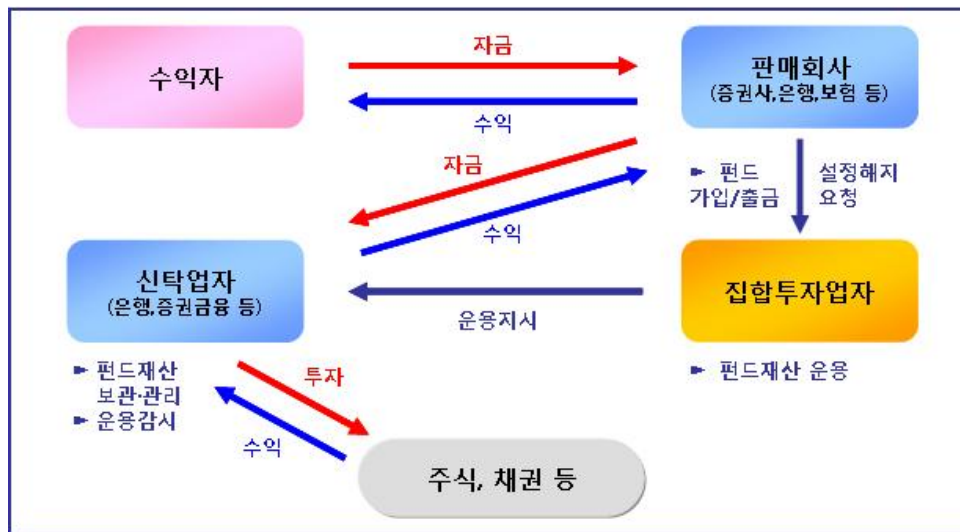 수익자
자금
수익
판매회사
(증권사,은행,보험 등)
자금
수익
► 펀드
가입/출금
설정해지
요청
신탁업자
(은행,증권금융 등)
운용지시
집합투자업자
► 펀드재산
보관·관리
► 운용감시
► 펀드재산 운용
투자
수익
주식, 채권 등